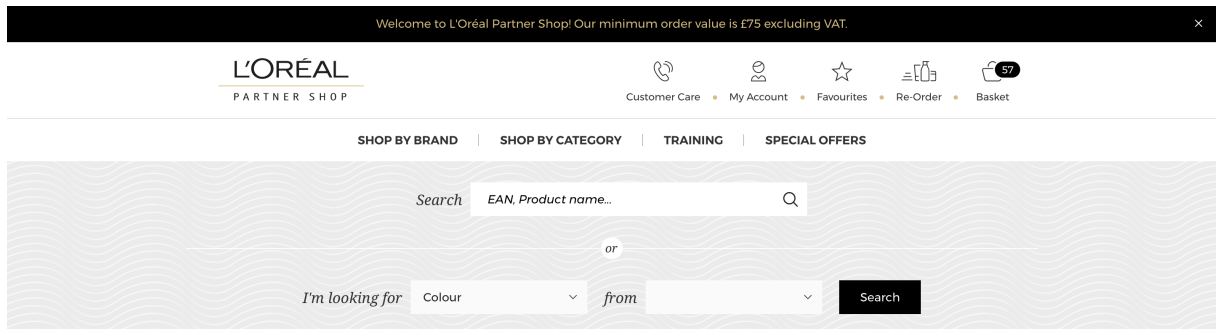 Welcome to L'Oréal Partner Shop! Our minimum order value is £75 excluding VAT.
L'ORÉAL
PARTNER SHOP
57
Customer Care My Account Favourites Re-Order Basket
SHOP BY BRAND SHOP BY CATEGORY TRAINING SPECIAL OFFERS
Search EAN, Product name...
or
I'm looking for Colour from Search